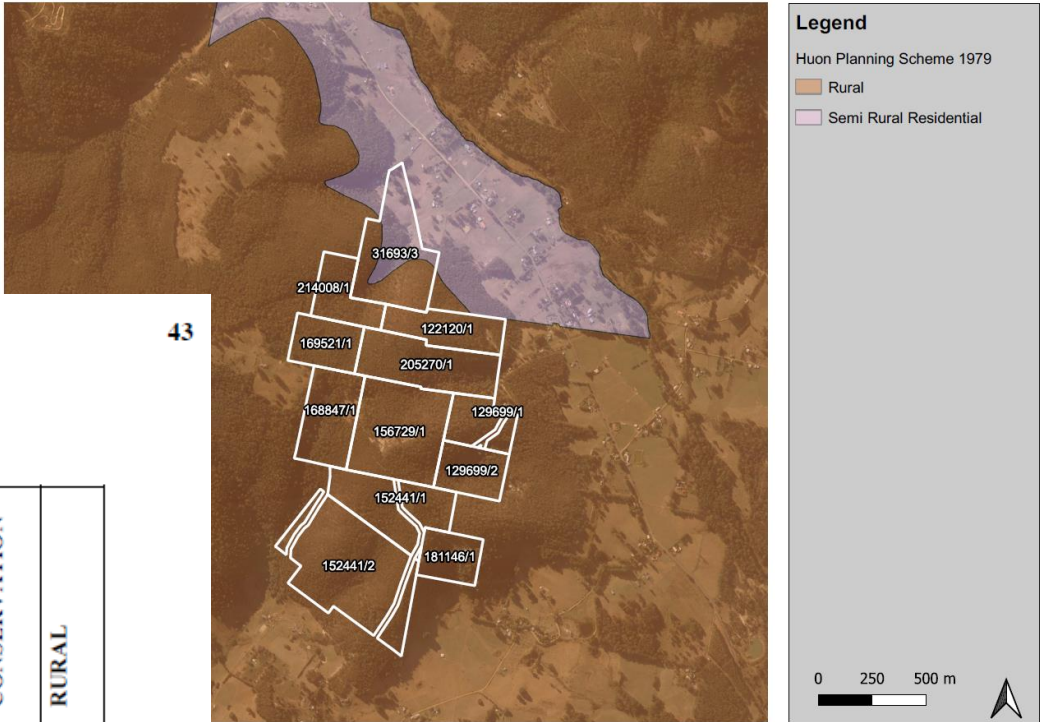 31693/3
214008/1
122120/1
169521/1
205270/1
168847/1
129699/1
156729/1
129699/2
152441/1
181146/1
152441/2
43
CONSERVATION
RURAL
Legend
Huon Planning Scheme 1979
Rural
Semi Rural Residential
0 250 500 m